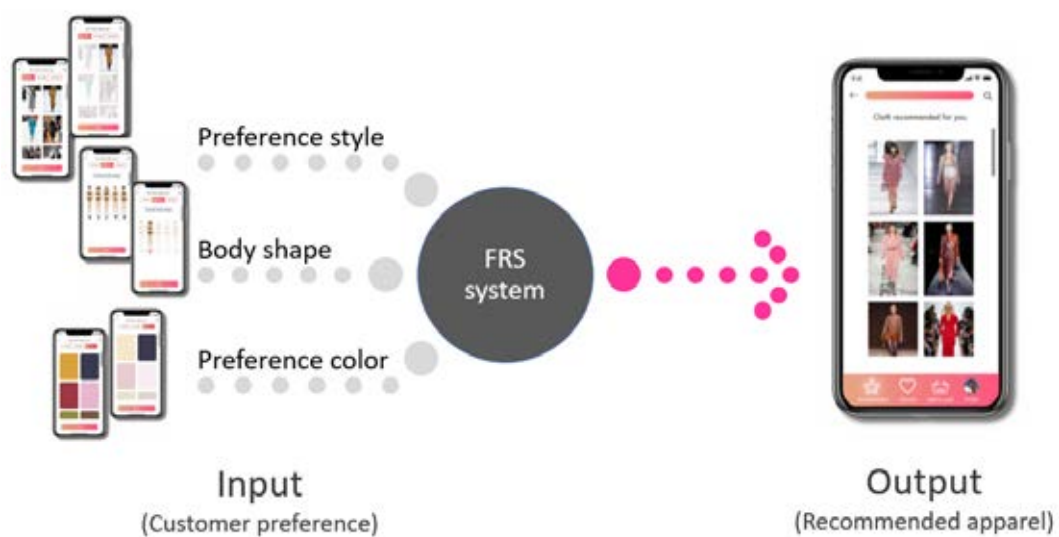 Preference style
Body shape
Preference color
FRS
system
Cloth recommended for you.
Input
(Customer preference)
Output
(Recommended apparel)